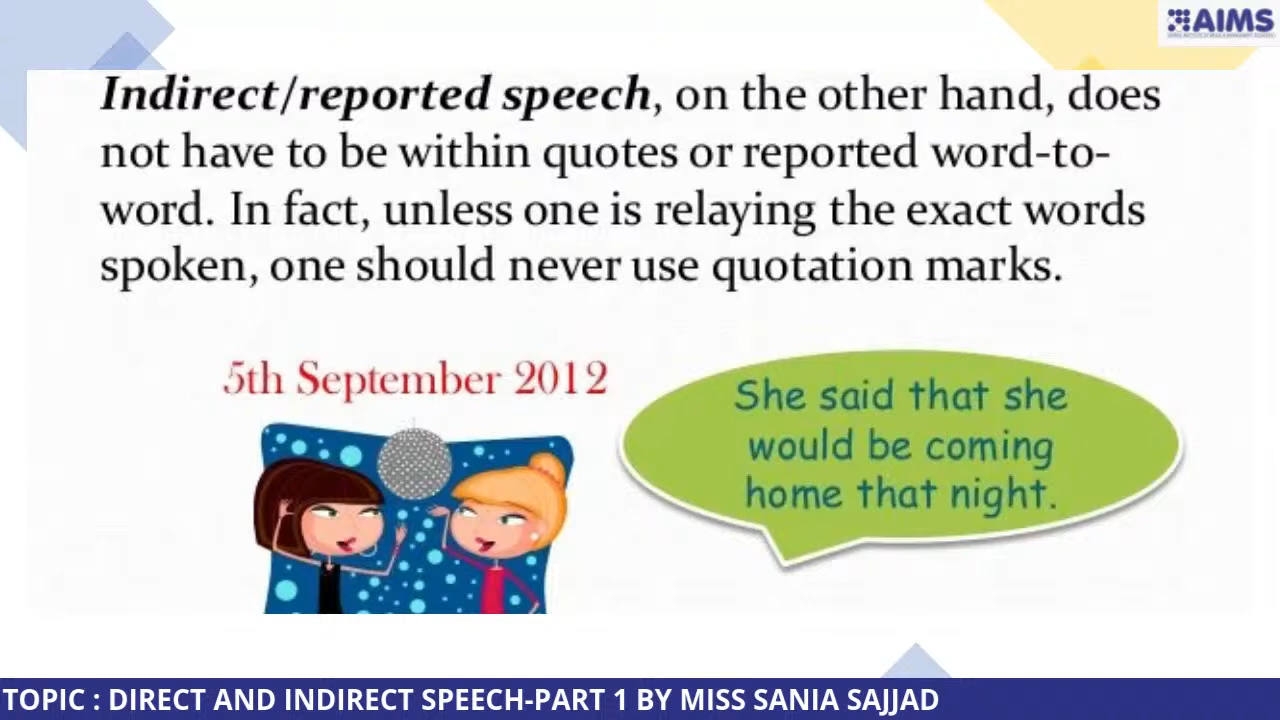 AIMS
Indirect/reported speech, on the other hand, does
not have to be within quotes or reported word-to-
word. In fact, unless one is relaying the exact words
spoken, one should never use quotation marks.
5th September 2012
She said that she
would be coming
home that night.
TOPIC : DIRECT AND INDIRECT SPEECH-PART 1 BY MISS SANIA SAJJAD